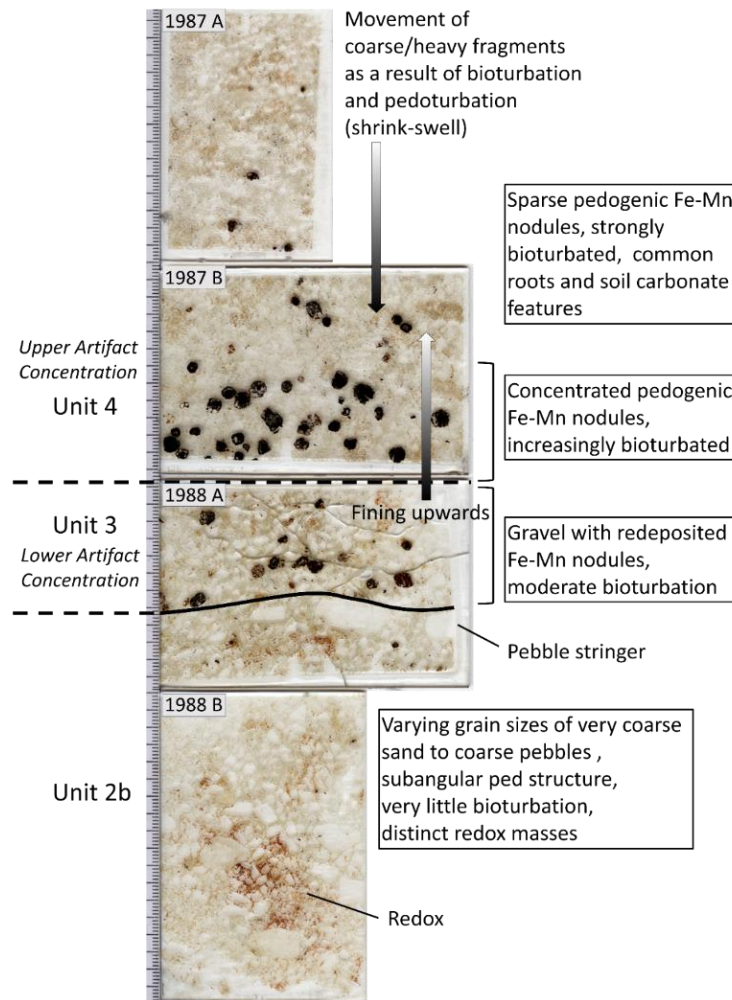 1987 A
Movement of
coarse/heavy fragments
as a result of bioturbation
and pedoturbation
(shrink-swell)
Sparse pedogenic Fe-Mn
nodules, strongly
bioturbated, common
roots and soil carbonate
features
1987 B
Upper Artifact
Concentration
Unit 4
Concentrated pedogenic
Fe-Mn nodules,
increasingly bioturbated
1988 A
Unit 3
Lower Artifact
Concentration
Fining upwards
Gravel with redeposited
Fe-Mn nodules,
moderate bioturbation
Pebble stringer
1988 B
Unit 2b
Varying grain sizes of very coarse
sand to coarse pebbles ,
subangular ped structure,
very little bioturbation,
distinct redox masses
Redox